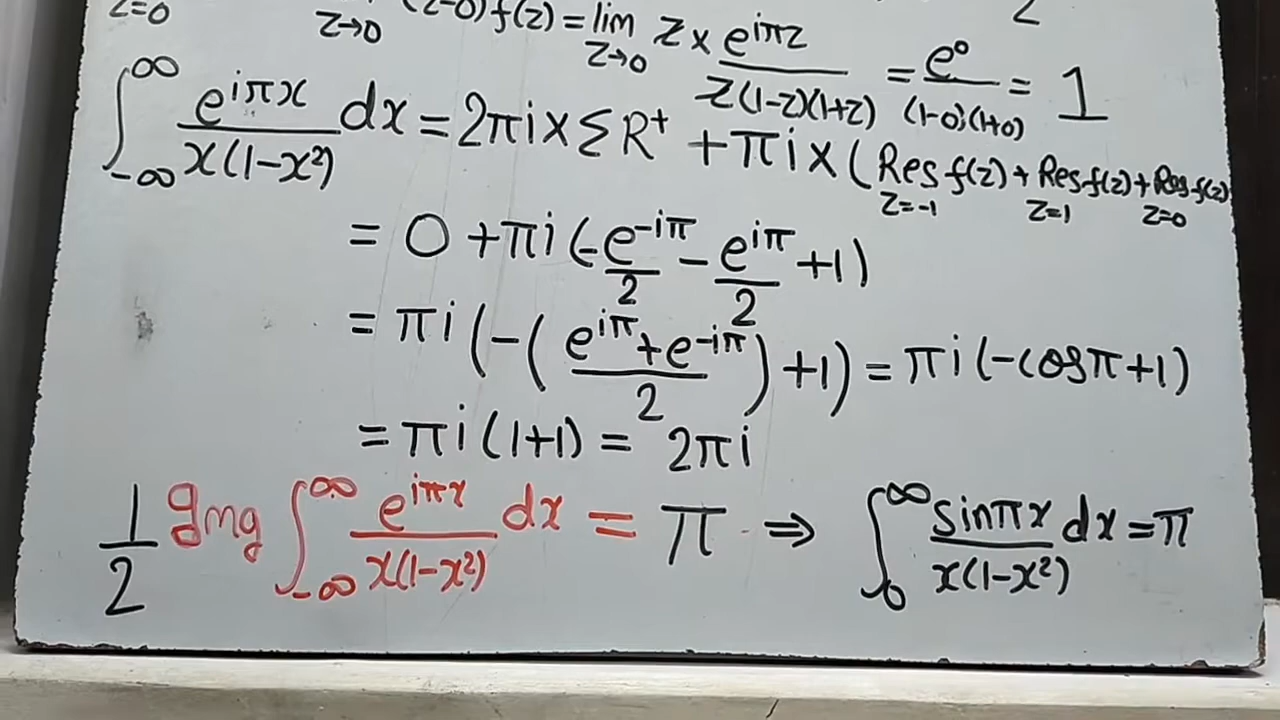 z=0 z→0 (z-0)f(z) = lim z→0 z × e^{iπz} / z(1-z)(1+z) = e⁰ / (1-0)(1+0) = 1 2
∫_{-∞}^{∞} e^{iπx} / x(1-x²) dx = 2πi × ΣR⁺ + πi × (Res f(z) z=-1 + Res f(z) z=1 + Res f(z) z=0
= 0 + πi (-e^{-iπ}/2 - e^{iπ}/2 + 1)
= πi (-(e^{iπ} + e^{-iπ} / 2) + 1) = πi (-cosπ + 1)
= πi (1+1) = 2πi
1/2 Img ∫_{-∞}^{∞} e^{iπx} / x(1-x²) dx = π ⇒ ∫_0^{∞} sinπx / x(1-x²) dx = π